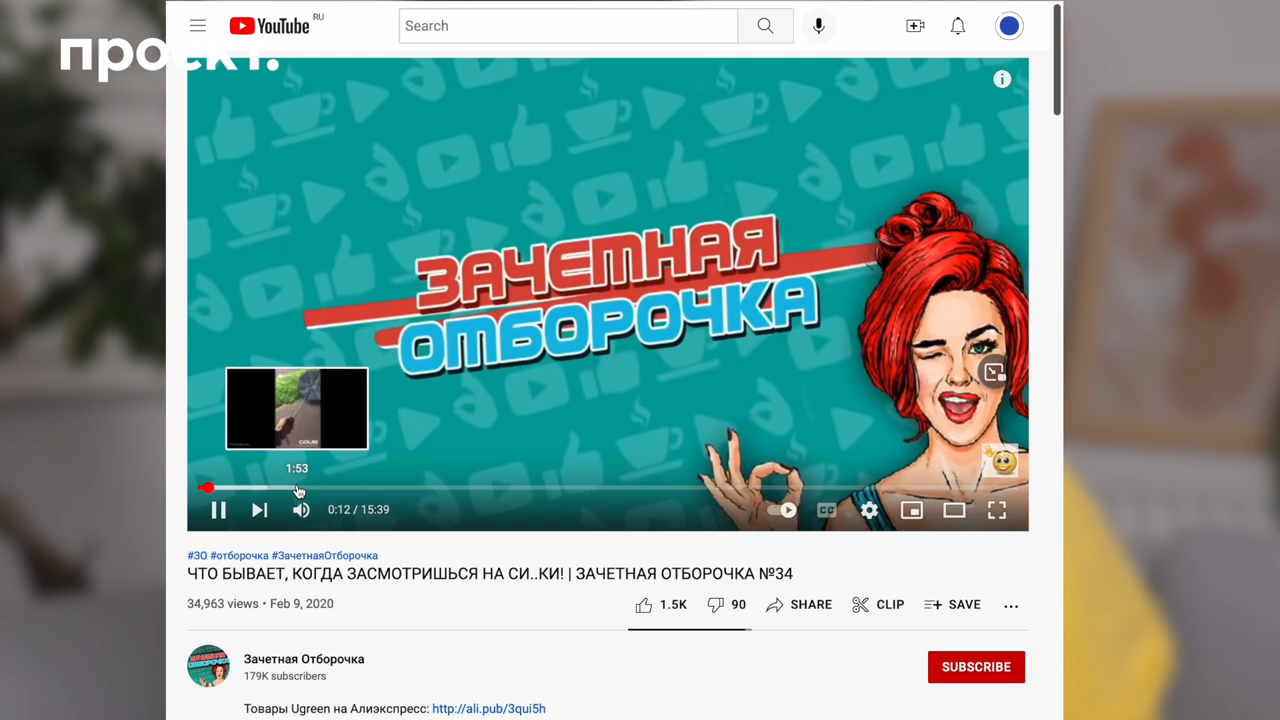 YouTube RU
Search
проект.
ЗАЧЕТНАЯ
ОТБОРОЧКА
COUB
1:53
0:12 / 15:39
CC
#ЗО #отборочка #ЗачетнаяОтборочка
ЧТО БЫВАЕТ, КОГДА ЗАСМОТРИШЬСЯ НА СИ..КИ! | ЗАЧЕТНАЯ ОТБОРОЧКА №34
34,963 views • Feb 9, 2020
1.5K
90
SHARE
CLIP
SAVE
Зачетная Отборочка
179K subscribers
SUBSCRIBE
Товары Ugreen на Алиэкспресс: http://ali.pub/3qui5h